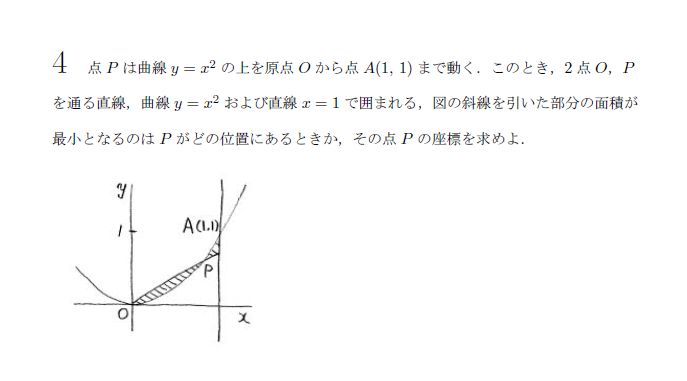 4 点 P は曲線 y = x² の上を原点 O から点 A(1, 1) まで動く．このとき，2 点 O，P
を通る直線，曲線 y = x² および直線 x = 1 で囲まれる，図の斜線を引いた部分の面積が
最小となるのは P がどの位置にあるときか，その点 P の座標を求めよ．
y
A(1,1)
1
P
O
x